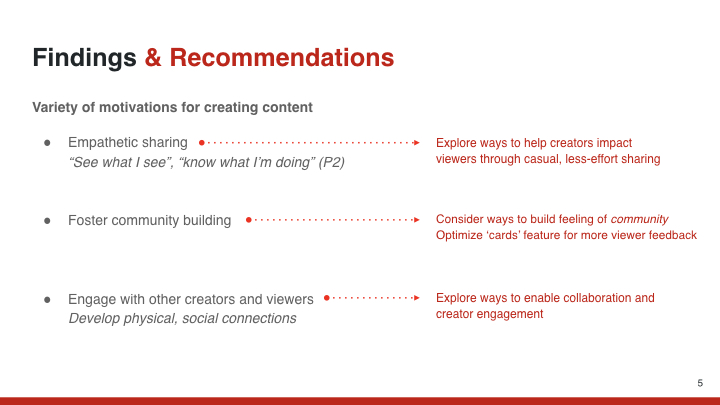 Findings & Recommendations
Variety of motivations for creating content
● Empathetic sharing
“See what I see”, “know what I’m doing” (P2)
Explore ways to help creators impact
viewers through casual, less-effort sharing
● Foster community building
Consider ways to build feeling of community
Optimize ‘cards’ feature for more viewer feedback
● Engage with other creators and viewers
Develop physical, social connections
Explore ways to enable collaboration and
creator engagement
5